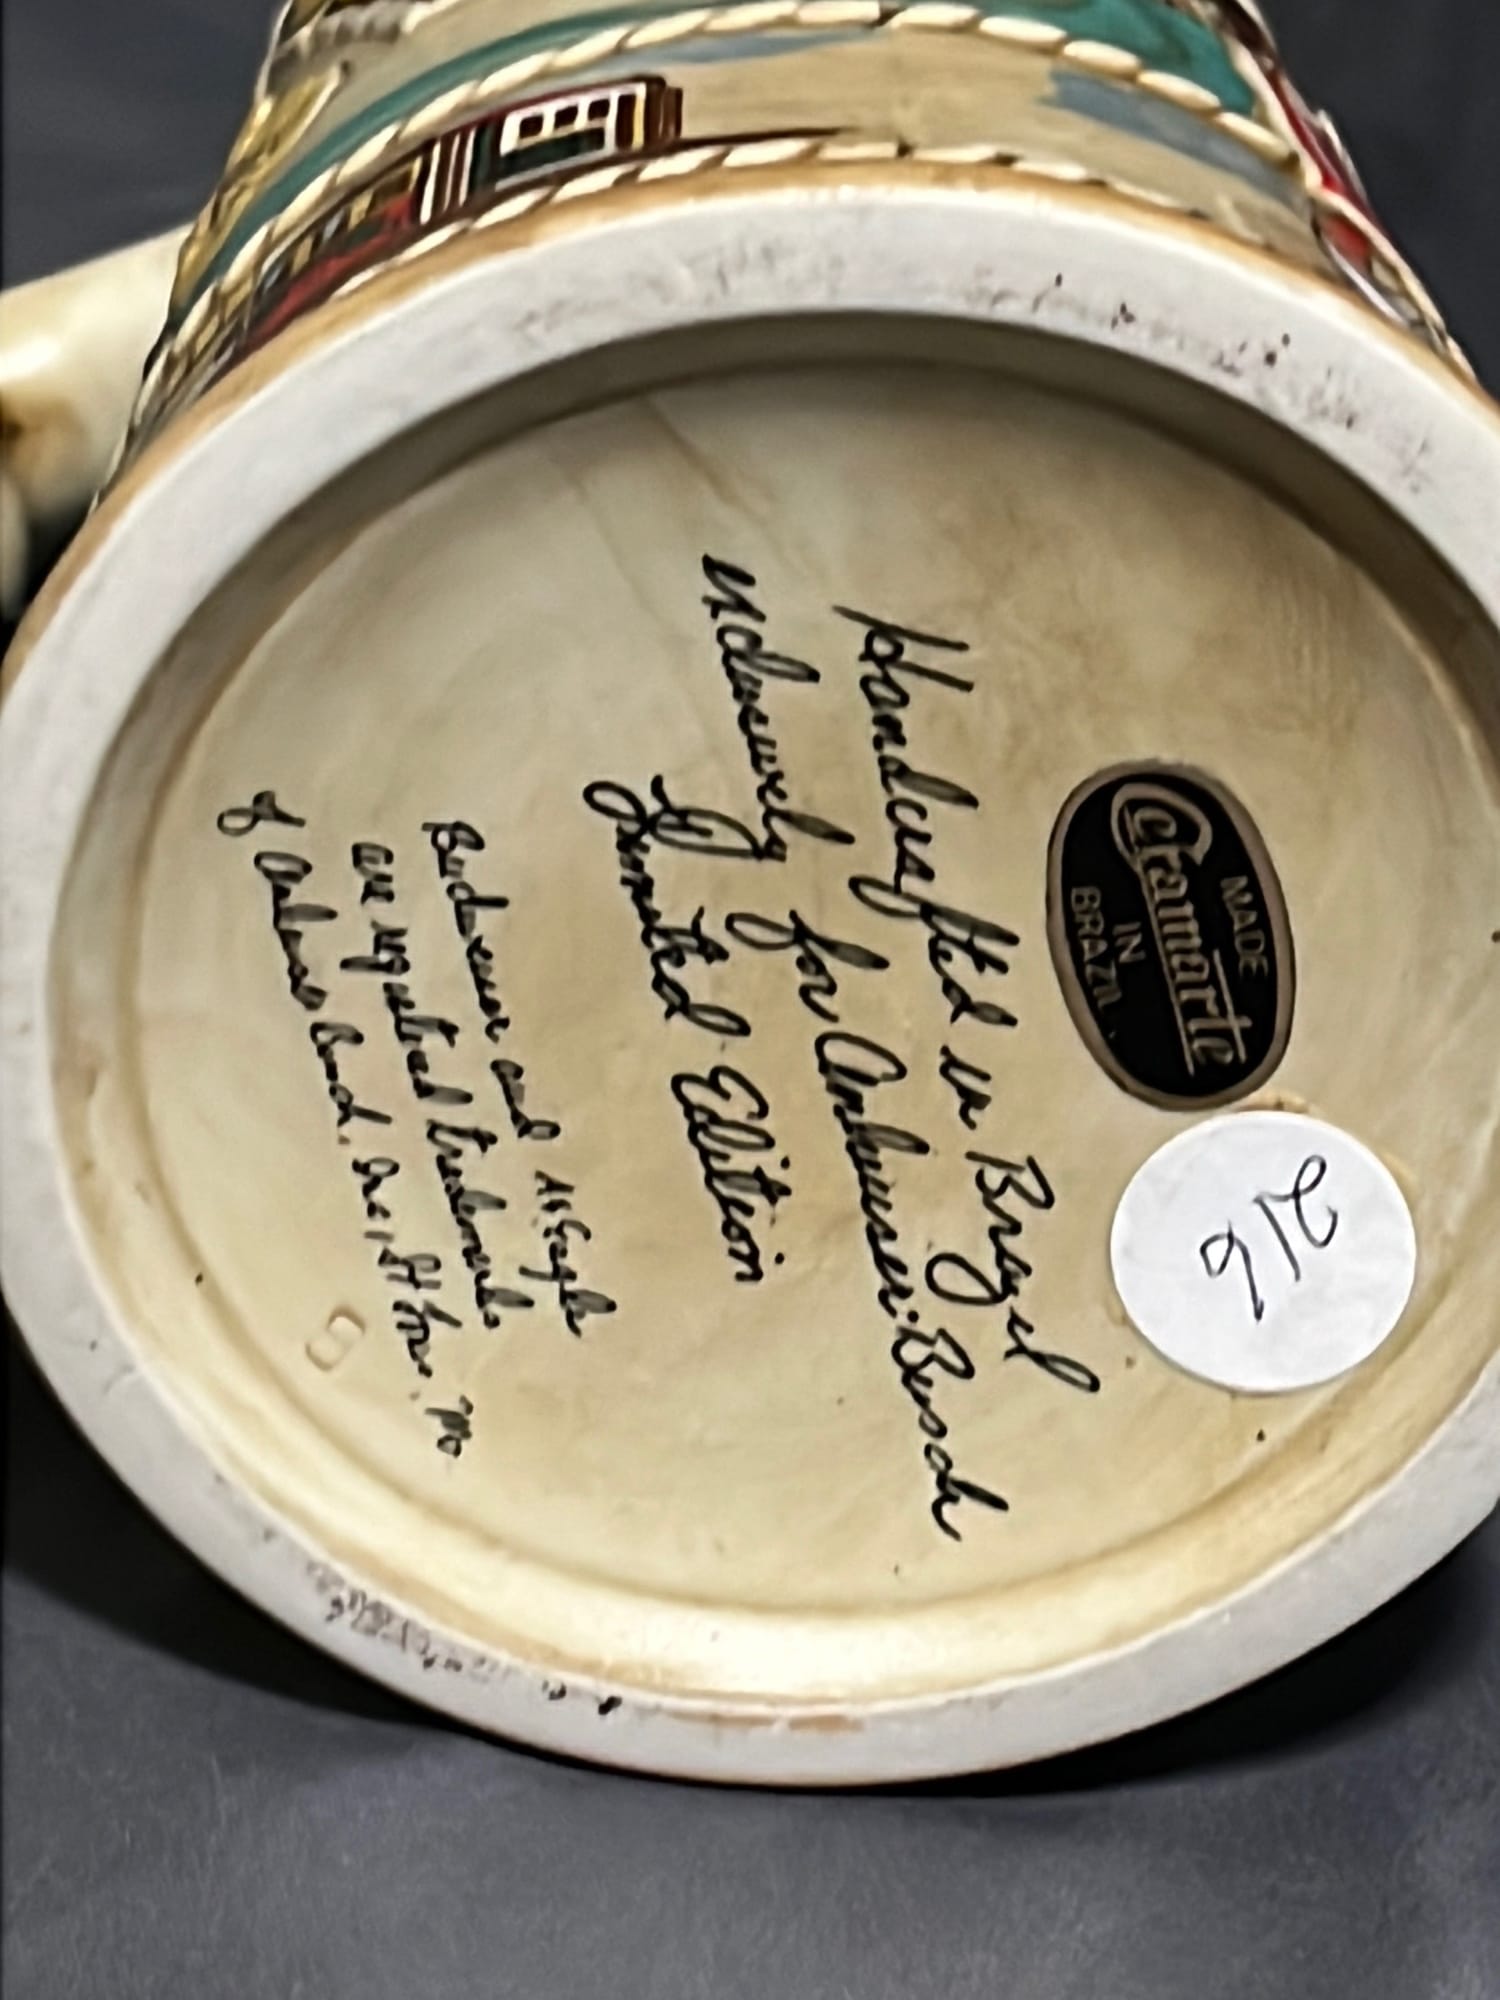 MADE
Ceramarte
IN
BRAZIL
216
Handcrafted in Brazil
exclusively for Anheuser-Busch
Limited Edition
Budweiser and A&Eagle
are registered trademarks
of Anheuser Busch, Inc., St. Louis, Mo